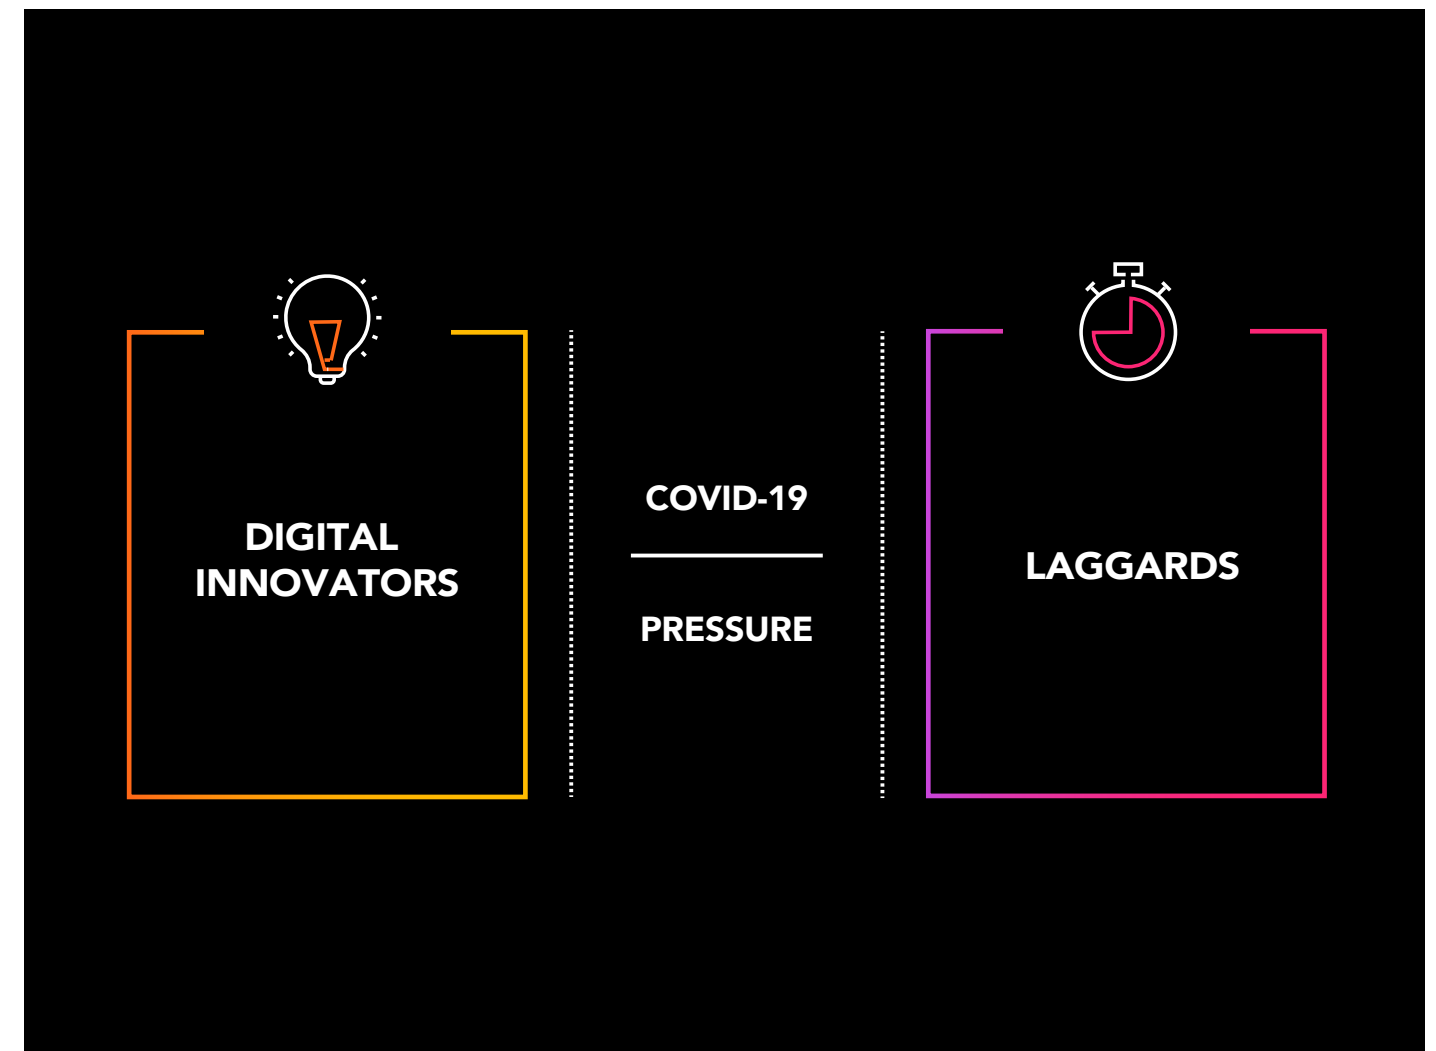 DIGITAL
INNOVATORS
COVID-19
PRESSURE
LAGGARDS